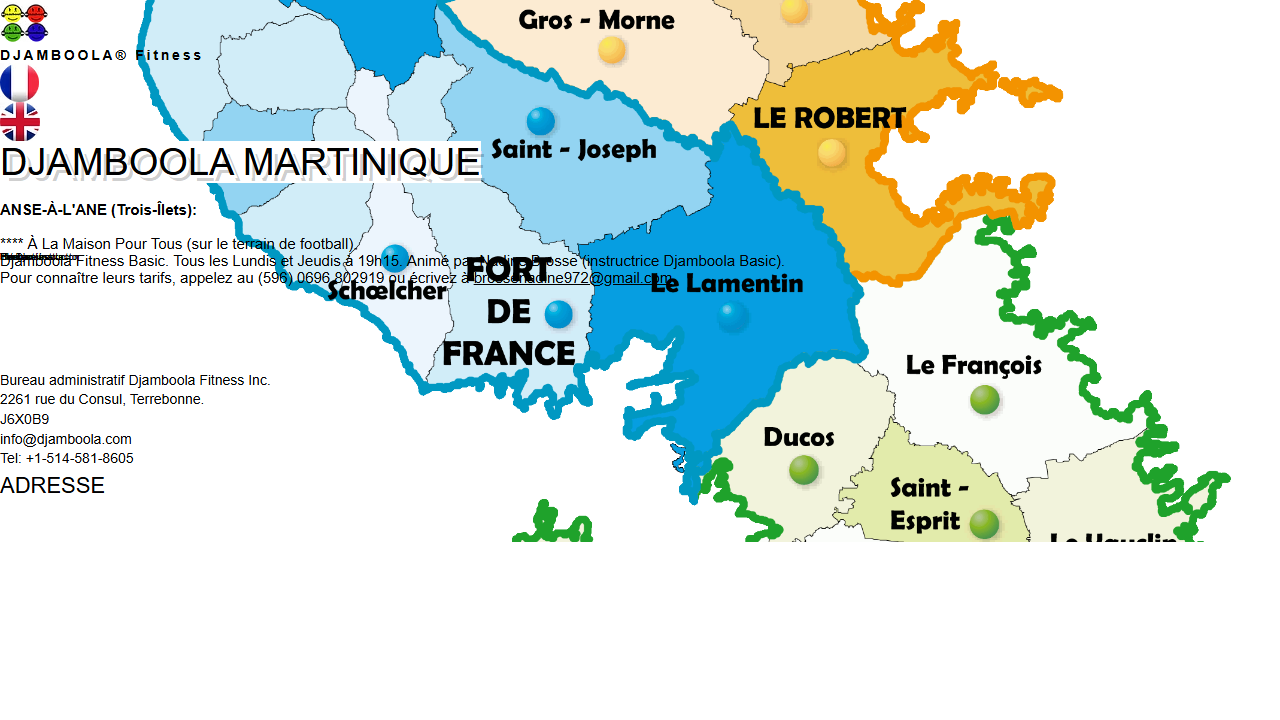 DJAMBOOLA® Fitness
DJAMBOOLA MARTINIQUE
ANSE-À-L'ANE (Trois-Îlets):
**** À La Maison Pour Tous (sur le terrain de football)
Djamboola Fitness Basic. Tous les Lundis et Jeudis à 19h15. Animé par Nadine Brosse (instructrice Djamboola Basic).
Pour connaître leurs tarifs, appelez au (596) 0696 802919 ou écrivez à brossenadine972@gmail.com
Bureau administratif Djamboola Fitness Inc.
2261 rue du Consul, Terrebonne.
J6X0B9
info@djamboola.com
Tel: +1-514-581-8605
ADRESSE
Gros - Morne
LE ROBERT
Saint - Joseph
FORT
DE
FRANCE
Schœlcher
Le Lamentin
Le François
Ducos
Saint -
Esprit
Le Vauclin